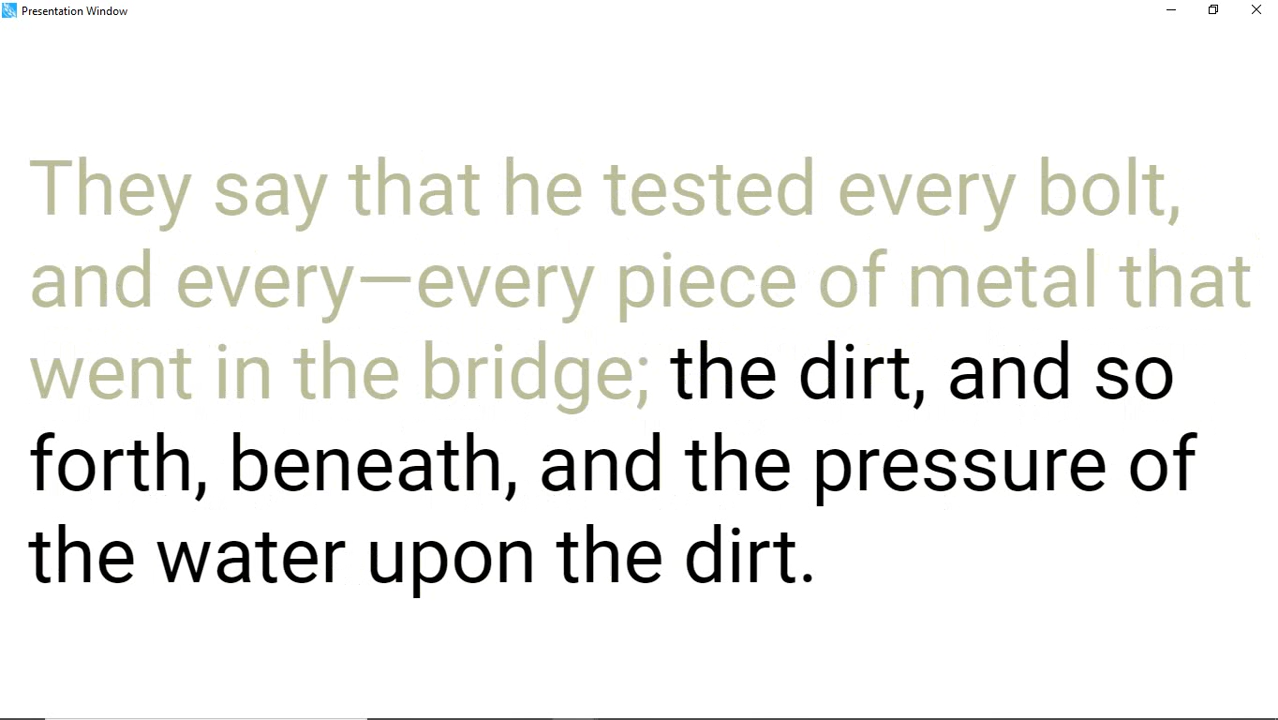 Presentation Window
They say that he tested every bolt,
and every—every piece of metal that
went in the bridge; the dirt, and so
forth, beneath, and the pressure of
the water upon the dirt.